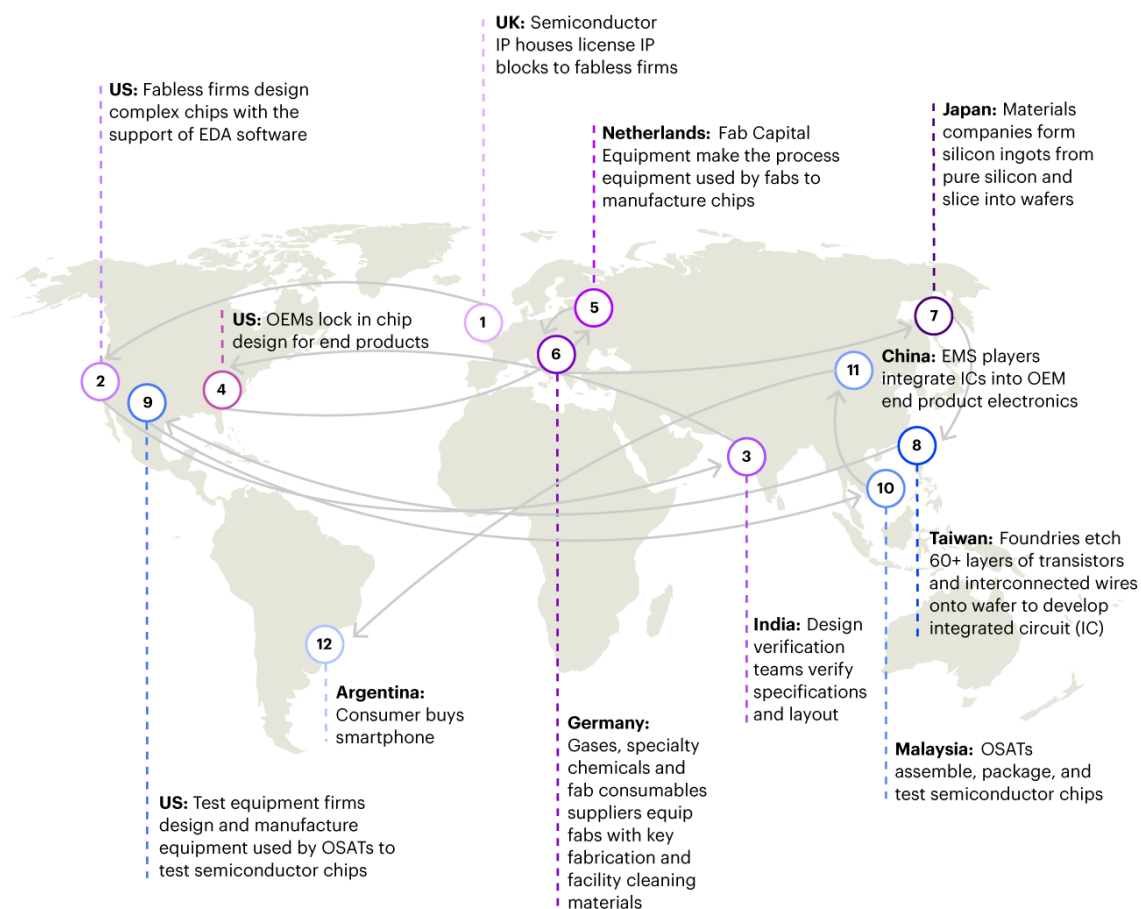 UK: Semiconductor
IP houses license IP
blocks to fabless firms
US: Fabless firms design
complex chips with the
support of EDA software
Netherlands: Fab Capital
Equipment make the process
equipment used by fabs to
manufacture chips
Japan: Materials
companies form
silicon ingots from
pure silicon and
slice into wafers
US: OEMs lock in chip
design for end products
1
5
7
6
2
9
4
11
China: EMS players
integrate ICs into OEM
end product electronics
3
8
10
Taiwan: Foundries etch
60+ layers of transistors
and interconnected wires
onto wafer to develop
integrated circuit (IC)
12
India: Design
verification
teams verify
specifications
and layout
Argentina:
Consumer buys
smartphone
Germany:
Gases, specialty
chemicals and
fab consumables
suppliers equip
fabs with key
fabrication and
facility cleaning
materials
Malaysia: OSATs
assemble, package, and
test semiconductor chips
US: Test equipment firms
design and manufacture
equipment used by OSATs to
test semiconductor chips